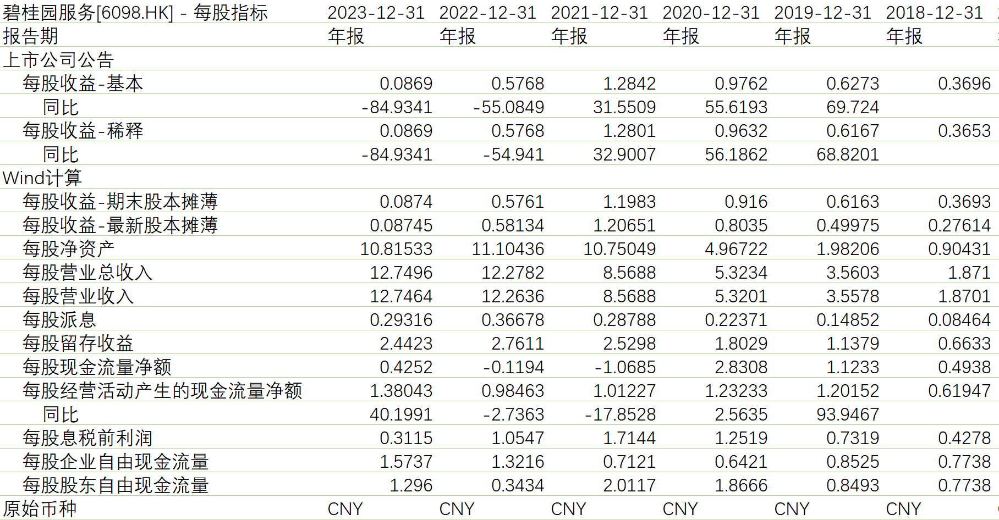 碧桂园服务[6098.HK] - 每股指标 2023-12-31 2022-12-31 2021-12-31 2020-12-31 2019-12-31 2018-12-31
报告期 年报 年报 年报 年报 年报 年报
上市公司公告
每股收益-基本 0.0869 0.5768 1.2842 0.9762 0.6273 0.3696
同比 -84.9341 -55.0849 31.5509 55.6193 69.724
每股收益-稀释 0.0869 0.5768 1.2801 0.9632 0.6167 0.3653
同比 -84.9341 -54.941 32.9007 56.1862 68.8201
Wind计算
每股收益-期末股本摊薄 0.0874 0.5761 1.1983 0.916 0.6163 0.3693
每股收益-最新股本摊薄 0.08745 0.58134 1.20651 0.8035 0.49975 0.27614
每股净资产 10.81533 11.10436 10.75049 4.96722 1.98206 0.90431
每股营业总收入 12.7496 12.2782 8.5688 5.3234 3.5603 1.871
每股营业收入 12.7464 12.2636 8.5688 5.3201 3.5578 1.8701
每股派息 0.29316 0.36678 0.28788 0.22371 0.14852 0.08464
每股留存收益 2.4423 2.7611 2.5298 1.8029 1.1379 0.6633
每股现金流量净额 0.4252 -0.1194 -1.0685 2.8308 1.1233 0.4938
每股经营活动产生的现金流量净额 1.38043 0.98463 1.01227 1.23233 1.20152 0.61947
同比 40.1991 -2.7363 -17.8528 2.5635 93.9467
每股息税前利润 0.3115 1.0547 1.7144 1.2519 0.7319 0.4278
每股企业自由现金流量 1.5737 1.3216 0.7121 0.6421 0.8525 0.7738
每股股东自由现金流量 1.296 0.3434 2.0117 1.8666 0.8493 0.7738
原始币种 CNY CNY CNY CNY CNY CNY